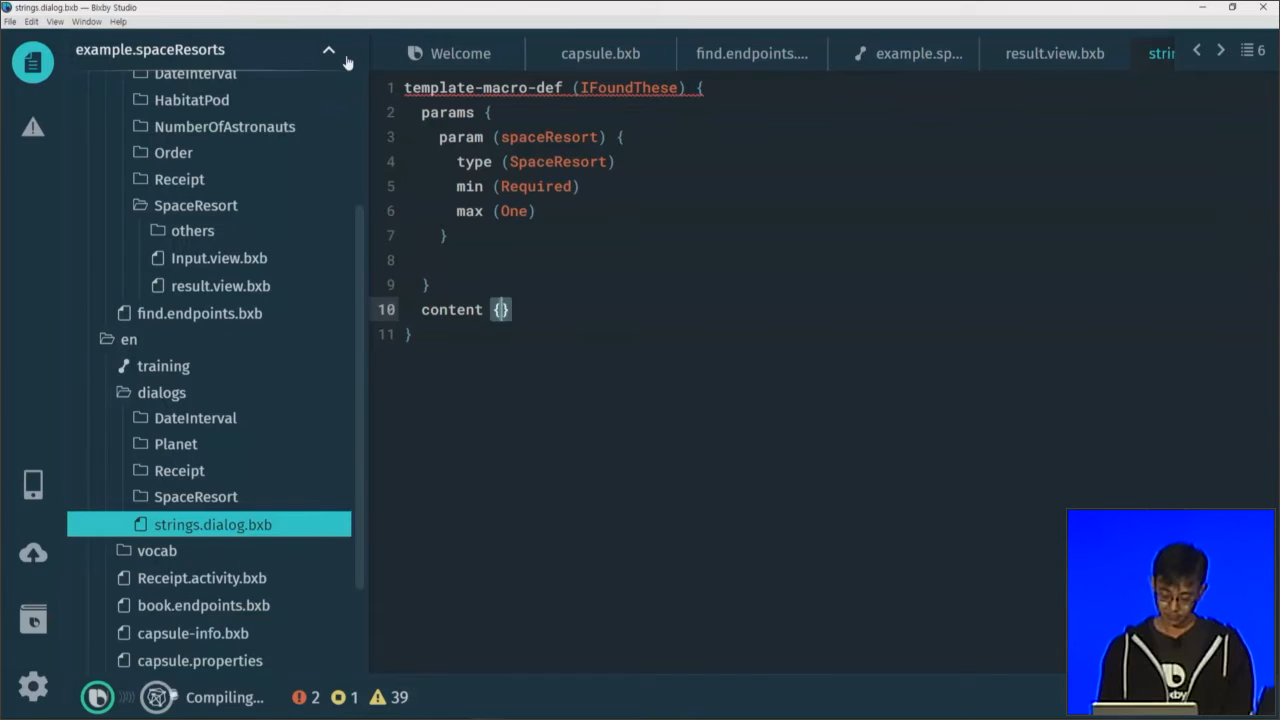 strings.dialog.bxb — Bixby Studio
File Edit View Window Help
example.spaceResorts
Welcome
capsule.bxb
find.endpoints....
example.sp...
result.view.bxb
strin
6
DateInterval
HabitatPod
NumberOfAstronauts
Order
Receipt
SpaceResort
others
Input.view.bxb
result.view.bxb
find.endpoints.bxb
en
training
dialogs
DateInterval
Planet
Receipt
SpaceResort
strings.dialog.bxb
vocab
Receipt.activity.bxb
book.endpoints.bxb
capsule-info.bxb
capsule.properties
1 template-macro-def (IFoundThese) {
2 params {
3 param (spaceResort) {
4 type (SpaceResort)
5 min (Required)
6 max (One)
7 }
8
9 }
10 content {}
11 }
Compiling... 2 1 39
xby